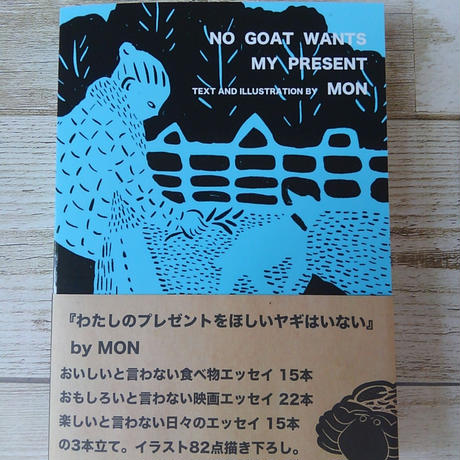 NO GOAT WANTS
MY PRESENT
TEXT AND ILLUSTRATION BY MON
『わたしのプレゼントをほしいヤギはいない』
by MON
おいしいと言わない食べ物エッセイ 15本
おもしろいと言わない映画エッセイ 22本
楽しいと言わない日々のエッセイ 15本
の3本立て。イラスト82点描き下ろし。